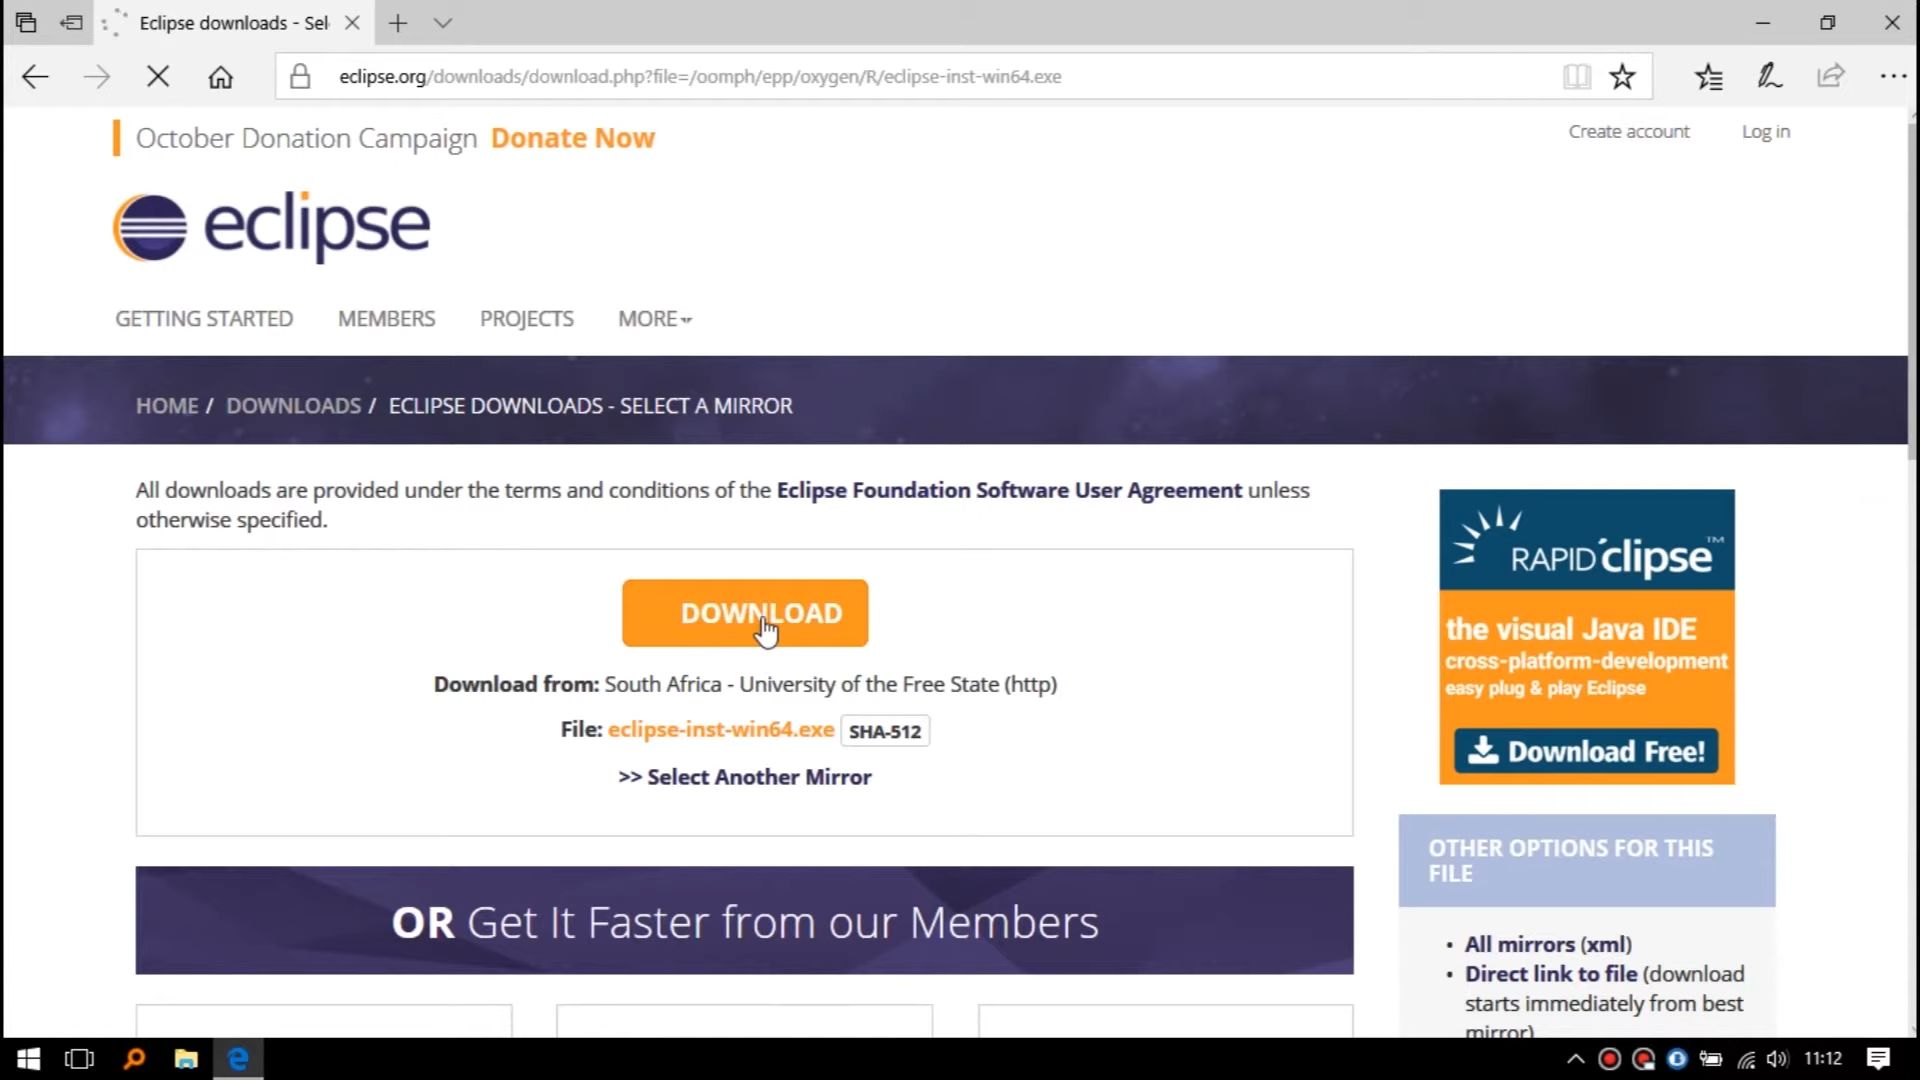 Eclipse downloads - Sel
eclipse.org/downloads/download.php?file=/oomph/epp/oxygen/R/eclipse-inst-win64.exe
October Donation Campaign Donate Now
Create account
Log in
eclipse
GETTING STARTED
MEMBERS
PROJECTS
MORE
HOME / DOWNLOADS / ECLIPSE DOWNLOADS - SELECT A MIRROR
All downloads are provided under the terms and conditions of the Eclipse Foundation Software User Agreement unless
otherwise specified.
DOWNLOAD
Download from: South Africa - University of the Free State (http)
File: eclipse-inst-win64.exe SHA-512
>> Select Another Mirror
OR Get It Faster from our Members
RAPID'clipse™
the visual Java IDE
cross-platform-development
easy plug & play Eclipse
Download Free!
OTHER OPTIONS FOR THIS
FILE
• All mirrors (xml)
• Direct link to file (download
starts immediately from best
mirror)
11:12